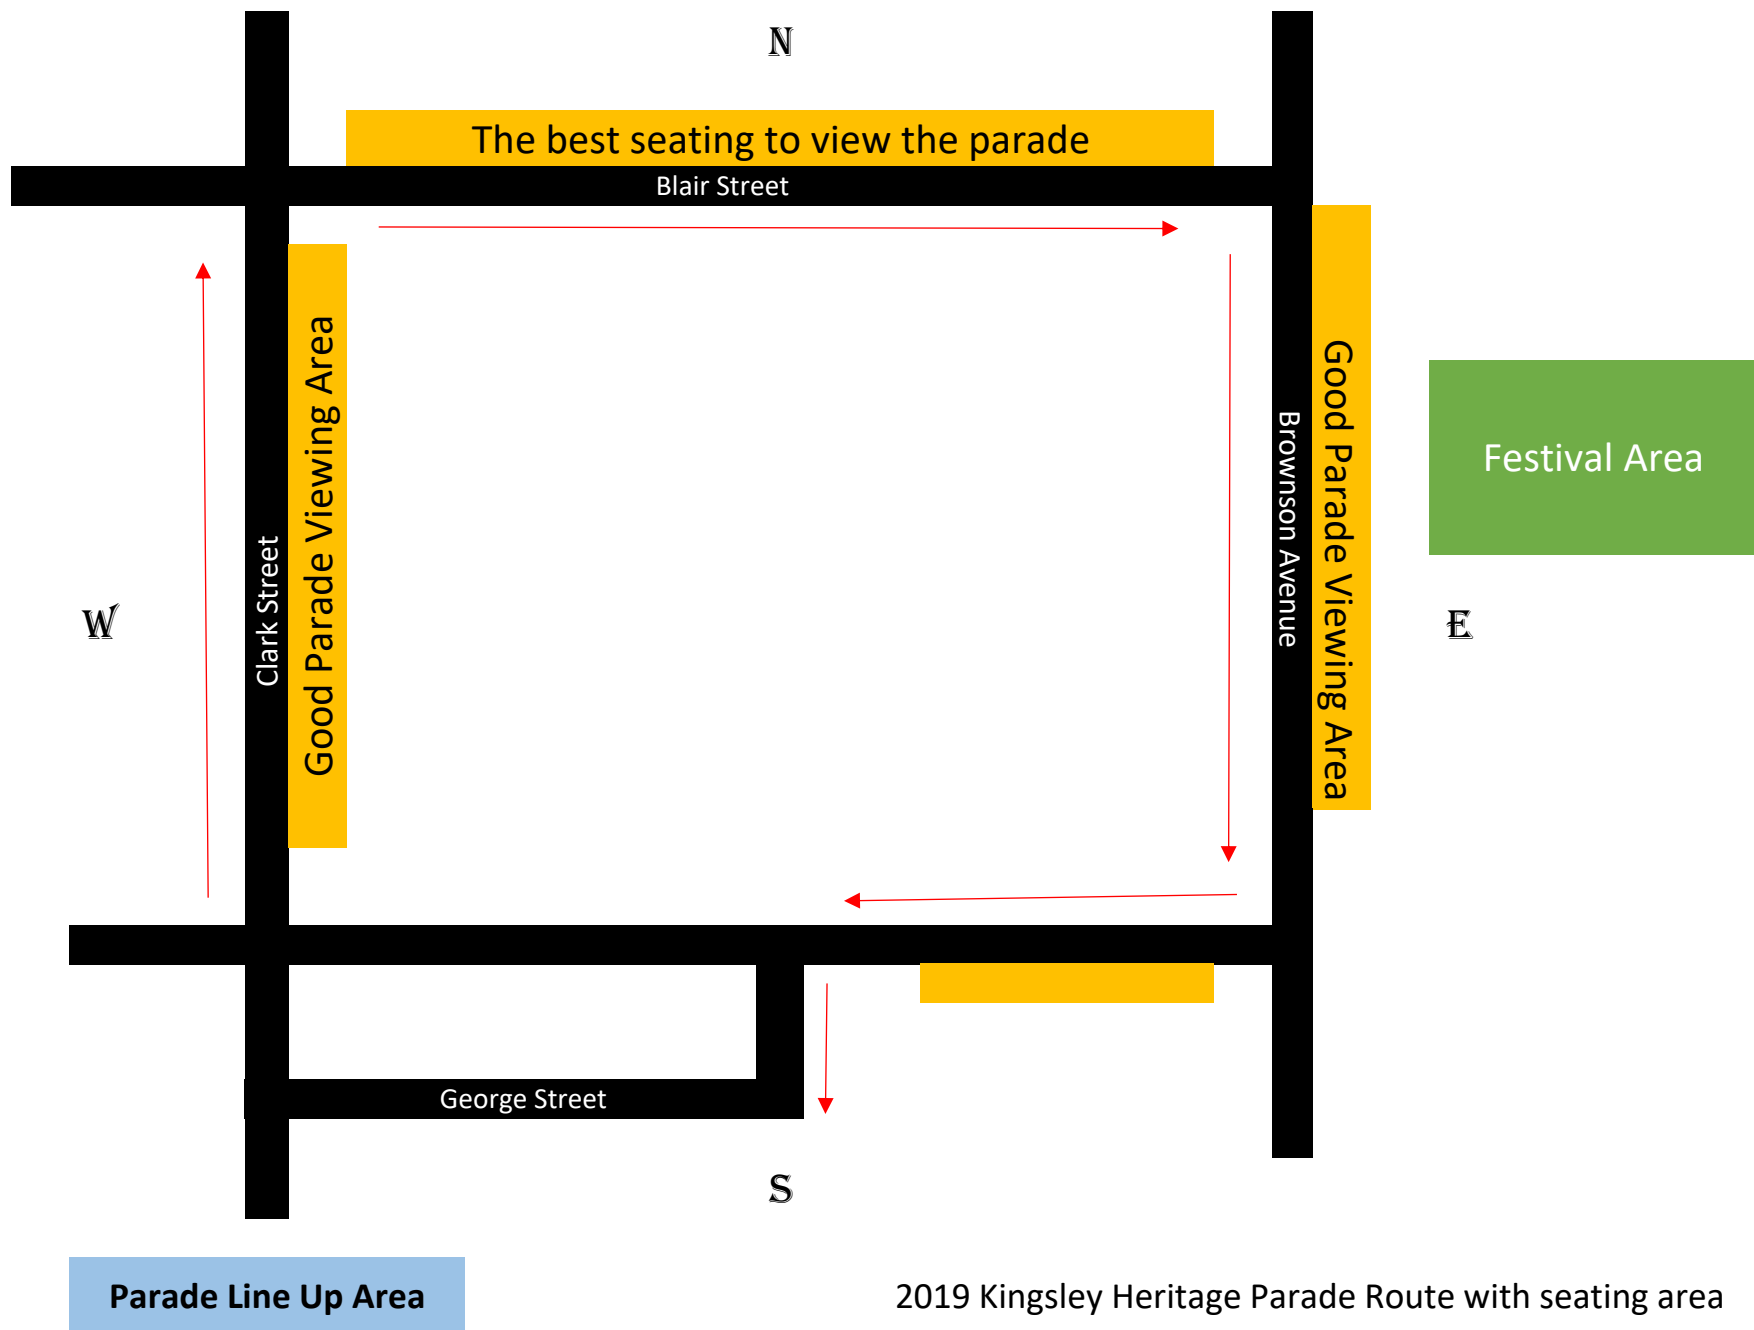 N
The best seating to view the parade
Blair Street
Good Parade Viewing Area
Clark Street
Brownson Avenue
Good Parade Viewing Area
Festival Area
W
E
George Street
S
Parade Line Up Area
2019 Kingsley Heritage Parade Route with seating area